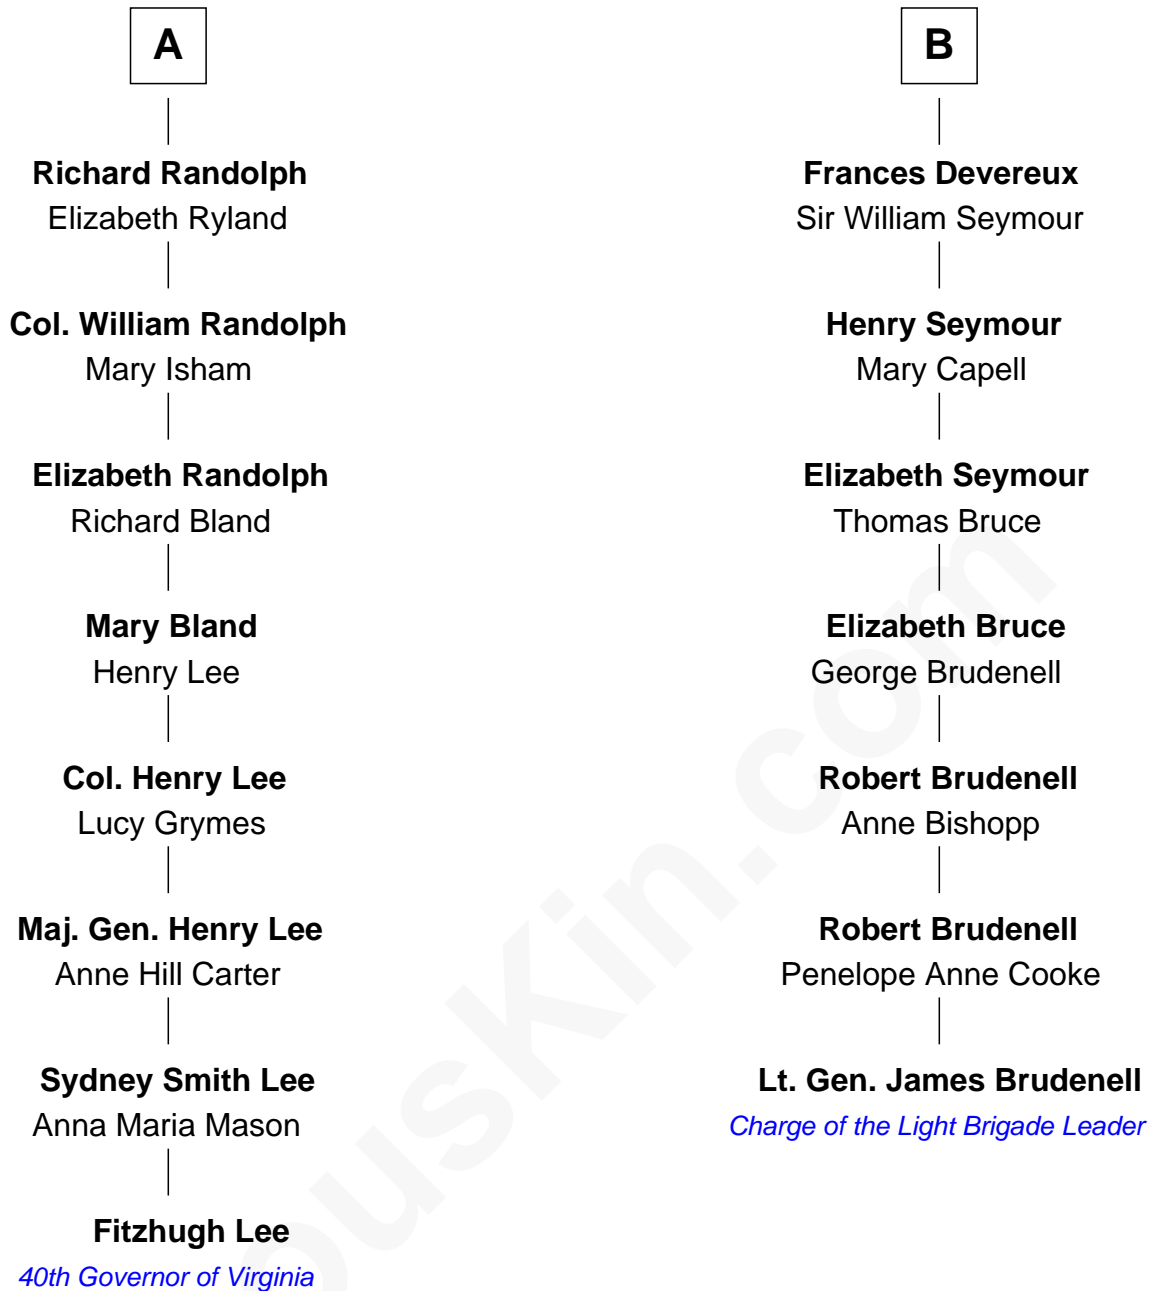 A
Richard Randolph
Elizabeth Ryland
Col. William Randolph
Mary Isham
Elizabeth Randolph
Richard Bland
Mary Bland
Henry Lee
Col. Henry Lee
Lucy Grymes
Maj. Gen. Henry Lee
Anne Hill Carter
Sydney Smith Lee
Anna Maria Mason
Fitzhugh Lee
40th Governor of Virginia
B
Frances Devereux
Sir William Seymour
Henry Seymour
Mary Capell
Elizabeth Seymour
Thomas Bruce
Elizabeth Bruce
George Brudenell
Robert Brudenell
Anne Bishopp
Robert Brudenell
Penelope Anne Cooke
Lt. Gen. James Brudenell
Charge of the Light Brigade Leader
ousKin.com